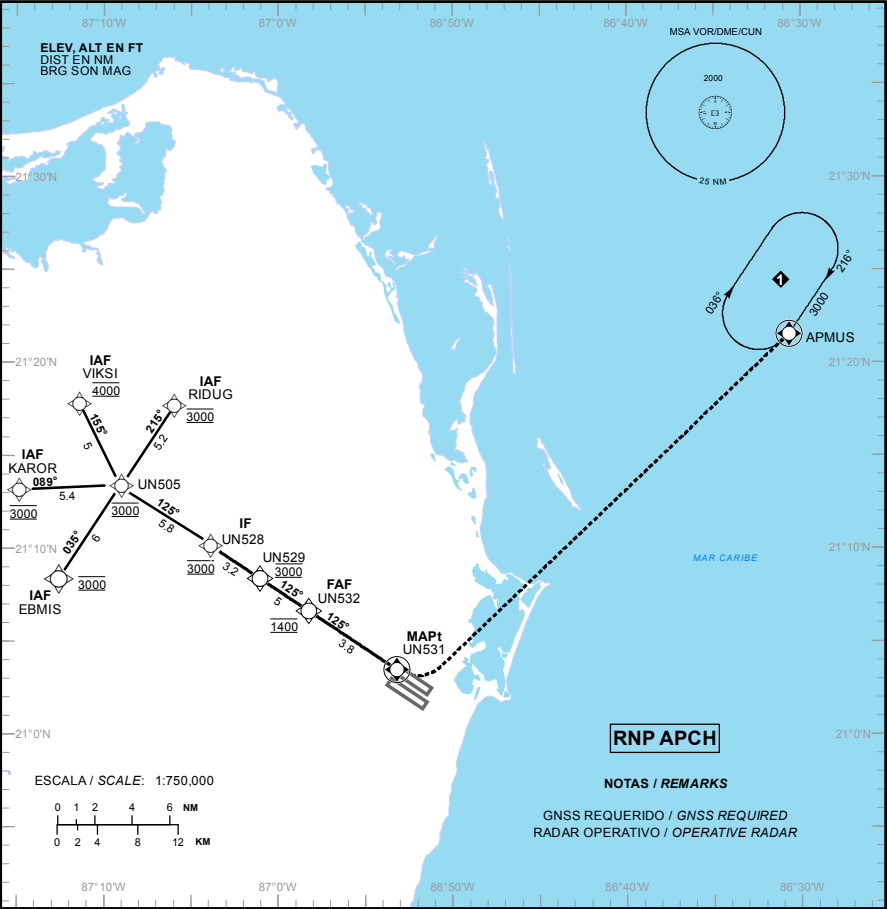 87°10'W
87°0'W
86°50'W
86°40'W
86°30'W
ELEV, ALT EN FT
DIST EN NM
BRG SON MAG
MSA VOR/DME/CUN
2000
25 NM
21°30'N
21°30'N
036°
1
216°
3000
APMUS
21°20'N
21°20'N
IAF
VIKSI
4000
155°
5
IAF
RIDUG
3000
215°
5.2
IAF
KAROR
089°
5.4
3000
UN505
3000
125°
5.8
035°
6
3000
IAF
EBMIS
IF
UN528
3000
3.2
UN529
3000
125°
5
FAF
UN532
1400
125°
3.8
MAPt
UN531
21°10'N
21°10'N
MAR CARIBE
21°0'N
21°0'N
RNP APCH
NOTAS / REMARKS
GNSS REQUERIDO / GNSS REQUIRED
RADAR OPERATIVO / OPERATIVE RADAR
ESCALA / SCALE: 1:750,000
0 1 2 4 6 NM
0 2 4 8 12 KM
87°10'W
87°0'W
86°50'W
86°40'W
86°30'W